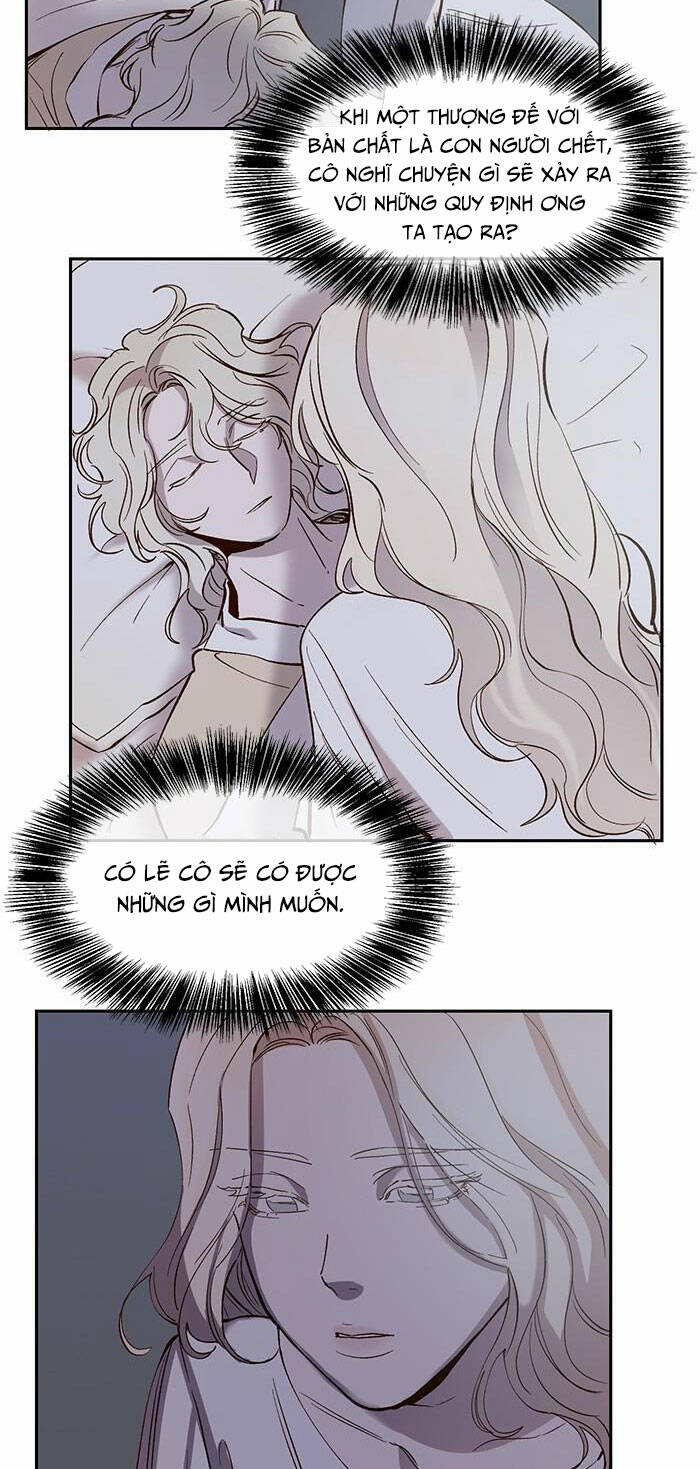 KHI MỘT THƯỢNG ĐẾ VỚI
BẢN CHẤT LÀ CON NGƯỜI CHẾT,
CÔ NGHĨ CHUYỆN GÌ SẼ XẢY RA
VỚI NHỮNG QUY ĐỊNH ƠNG
TA TẠO RA?
CÓ LẼ CÔ SẼ CÓ ĐƯỢC
NHỮNG GÌ MÌNH MUỐN.